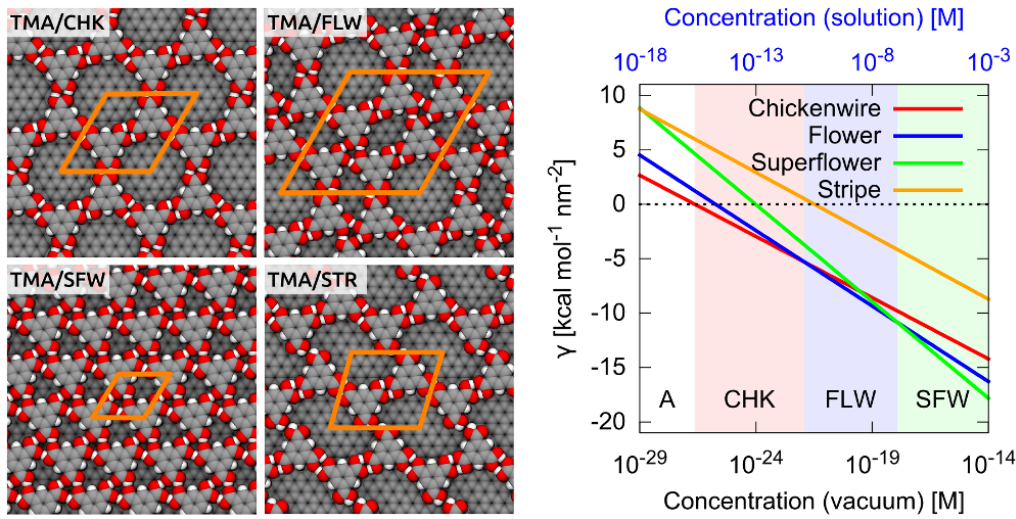 TMA/CHK
TMA/FLW
TMA/SFW
TMA/STR
Concentration (solution) [M]
10⁻¹⁸ 10⁻¹³ 10⁻⁸ 10⁻³
Chickenwire
Flower
Superflower
Stripe
γ [kcal mol⁻¹ nm⁻²]
10
5
0
-5
-10
-15
-20
A CHK FLW SFW
10⁻²⁹ 10⁻²⁴ 10⁻¹⁹ 10⁻¹⁴
Concentration (vacuum) [M]